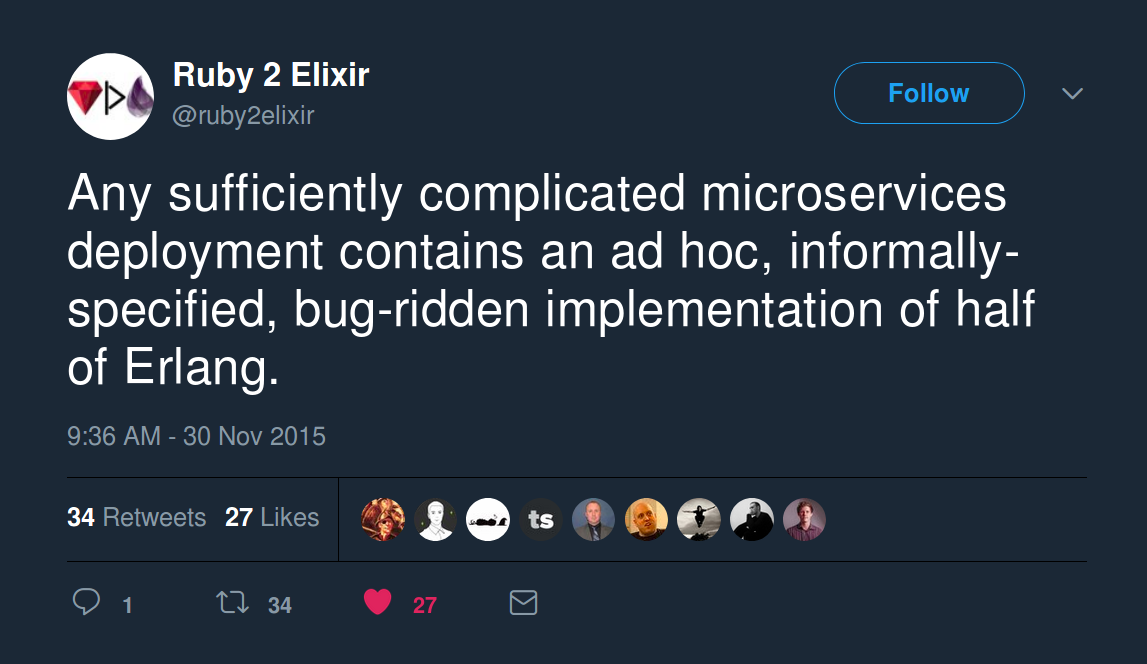 Ruby 2 Elixir
@ruby2elixir
Follow
Any sufficiently complicated microservices
deployment contains an ad hoc, informally-
specified, bug-ridden implementation of half
of Erlang.
9:36 AM - 30 Nov 2015
34 Retweets 27 Likes
ts
1 34 27